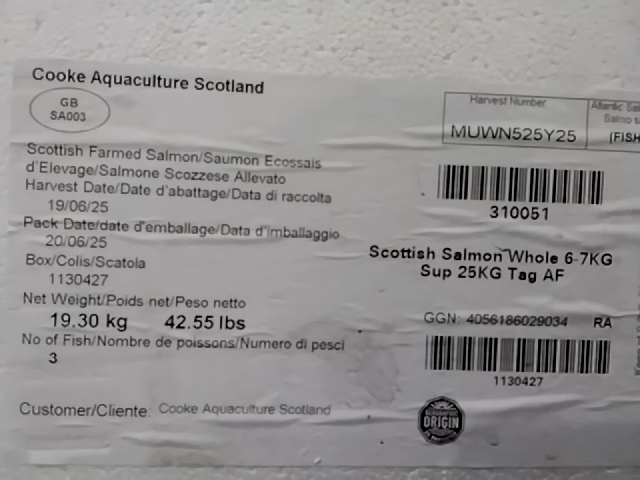 Cooke Aquaculture Scotland
GB
SA003
Scottish Farmed Salmon/Saumon Ecossais
d'Elevage/Salmone Scozzese Allevato
Harvest Date/Date d'abattage/Data di raccolta
19/06/25
Pack Date/date d'emballage/Data d'imballaggio
20/06/25
Box/Colis/Scatola
1130427
Net Weight/Poids net/Peso netto
19.30 kg 42.55 lbs
No of Fish/Nombre de poissons/Numero di pesci
3
Customer/Cliente: Cooke Aquaculture Scotland
Harvest Number
MUWN525Y25
Atlantic Sal
Salmo s
(FISH
310051
Scottish Salmon Whole 6-7KG
Sup 25KG Tag AF
GGN: 4056186029034 RA
1130427
ORIGIN